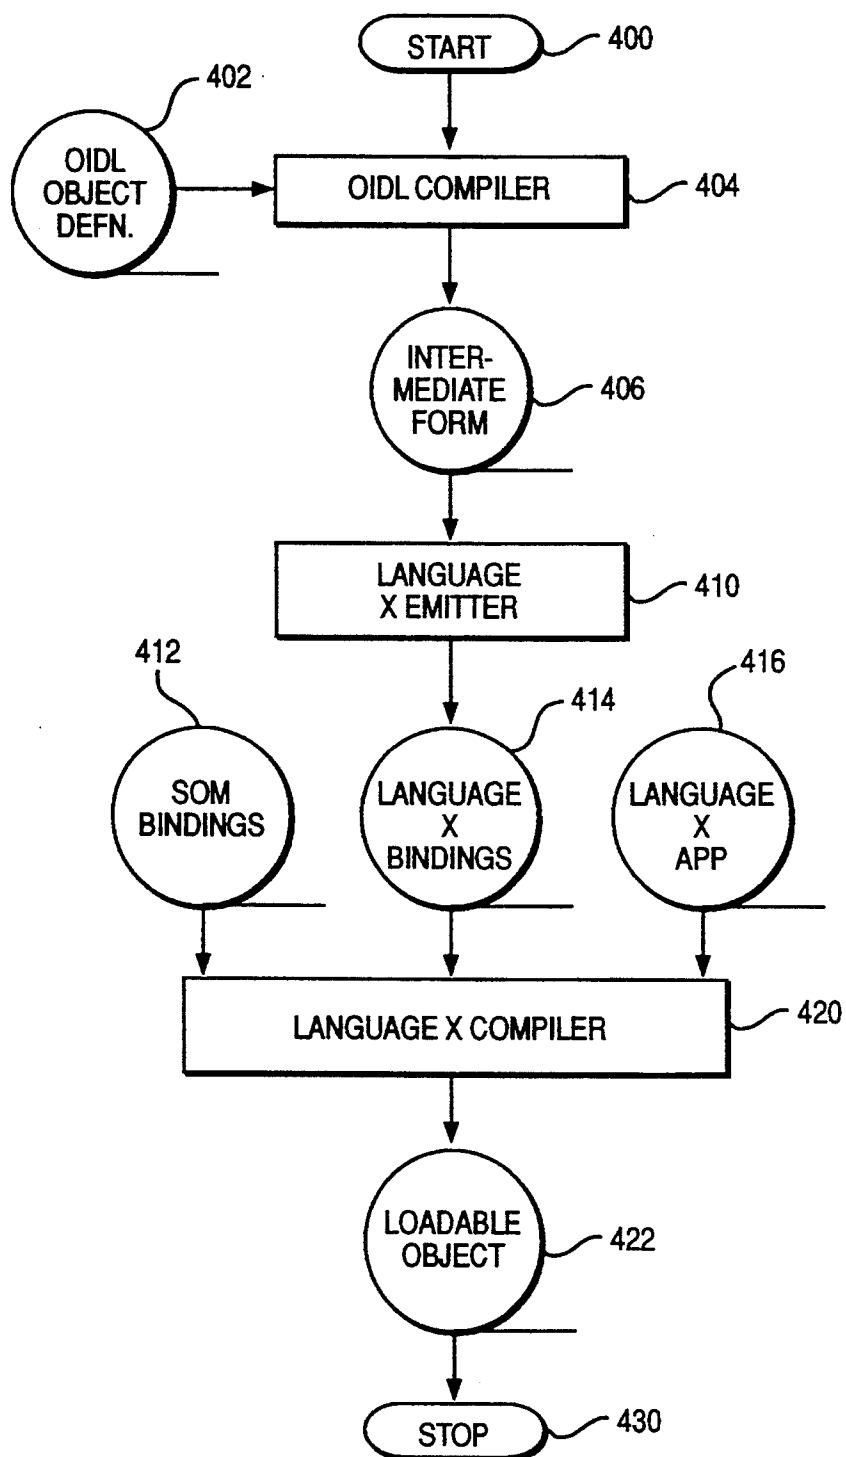 START
400
402
OIDL
OBJECT
DEFN.
OIDL COMPILER
404
INTER-
MEDIATE
FORM
406
LANGUAGE
X EMITTER
410
412
414
416
SOM
BINDINGS
LANGUAGE
X
BINDINGS
LANGUAGE
X
APP
LANGUAGE X COMPILER
420
LOADABLE
OBJECT
422
STOP
430